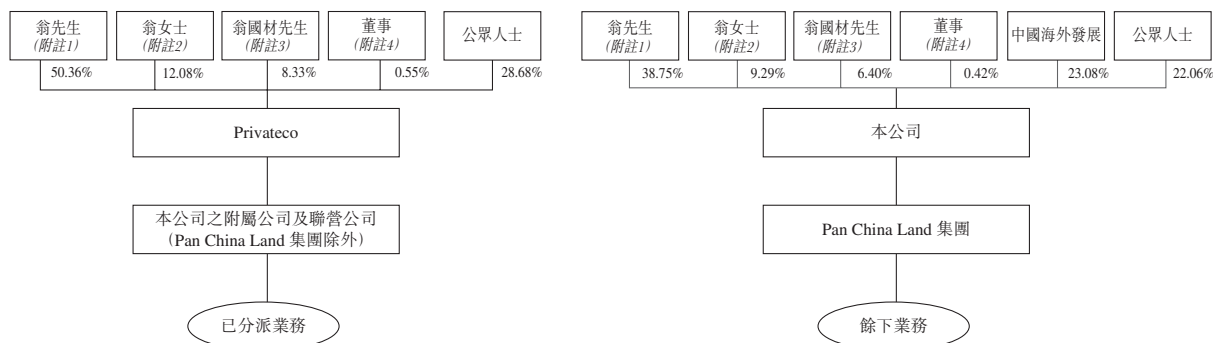 翁先生
(附註1)
翁女士
(附註2)
翁國材先生
(附註3)
董事
(附註4)
公眾人士
50.36%
12.08%
8.33%
0.55%
28.68%
Privateco
本公司之附屬公司及聯營公司
(Pan China Land 集團除外)
已分派業務
翁先生
(附註1)
翁女士
(附註2)
翁國材先生
(附註3)
董事
(附註4)
中國海外發展
公眾人士
38.75%
9.29%
6.40%
0.42%
23.08%
22.06%
本公司
Pan China Land 集團
餘下業務